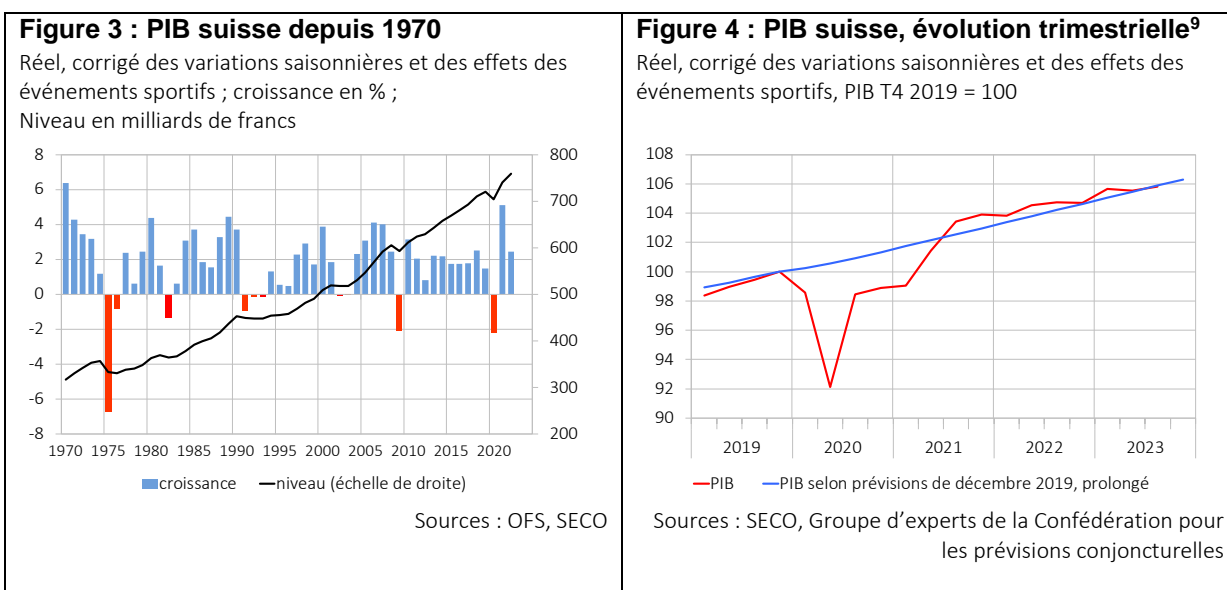 Figure 3 : PIB suisse depuis 1970
Réel, corrigé des variations saisonnières et des effets des
événements sportifs ; croissance en % ;
Niveau en milliards de francs
8
6
4
2
0
-2
-4
-6
-8
800
700
600
500
400
300
200
1970 1975 1980 1985 1990 1995 2000 2005 2010 2015 2020
croissance niveau (échelle de droite)
Sources : OFS, SECO
Figure 4 : PIB suisse, évolution trimestrielle⁹
Réel, corrigé des variations saisonnières et des effets des
événements sportifs, PIB T4 2019 = 100
108
106
104
102
100
98
96
94
92
90
2019 2020 2021 2022 2023
PIB PIB selon prévisions de décembre 2019, prolongé
Sources : SECO, Groupe d’experts de la Confédération pour
les prévisions conjoncturelles